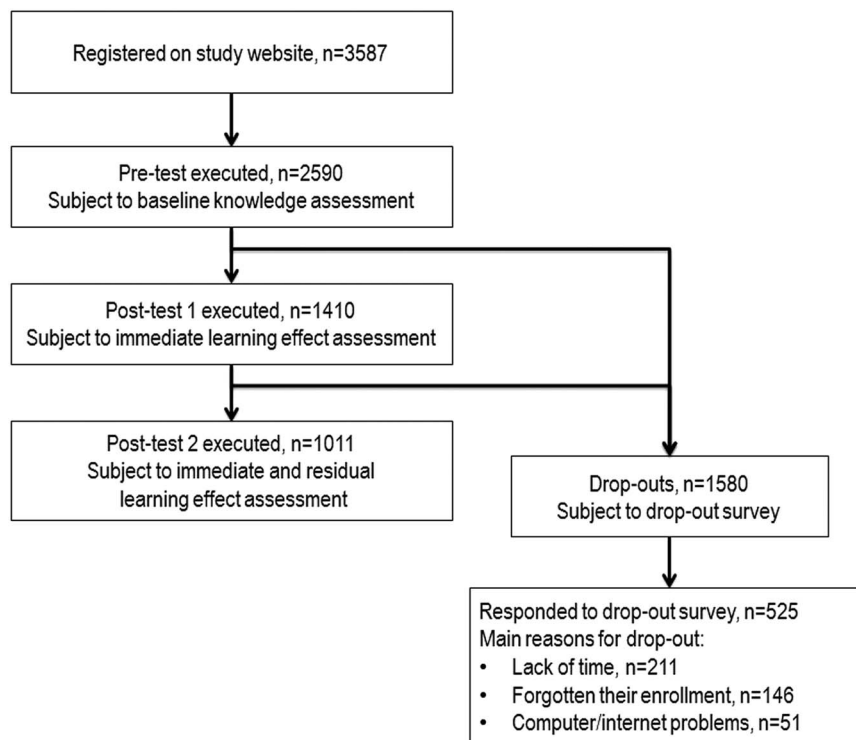 Registered on study website, n=3587
Pre-test executed, n=2590
Subject to baseline knowledge assessment
Post-test 1 executed, n=1410
Subject to immediate learning effect assessment
Post-test 2 executed, n=1011
Subject to immediate and residual
learning effect assessment
Drop-outs, n=1580
Subject to drop-out survey
Responded to drop-out survey, n=525
Main reasons for drop-out:
• Lack of time, n=211
• Forgotten their enrollment, n=146
• Computer/internet problems, n=51